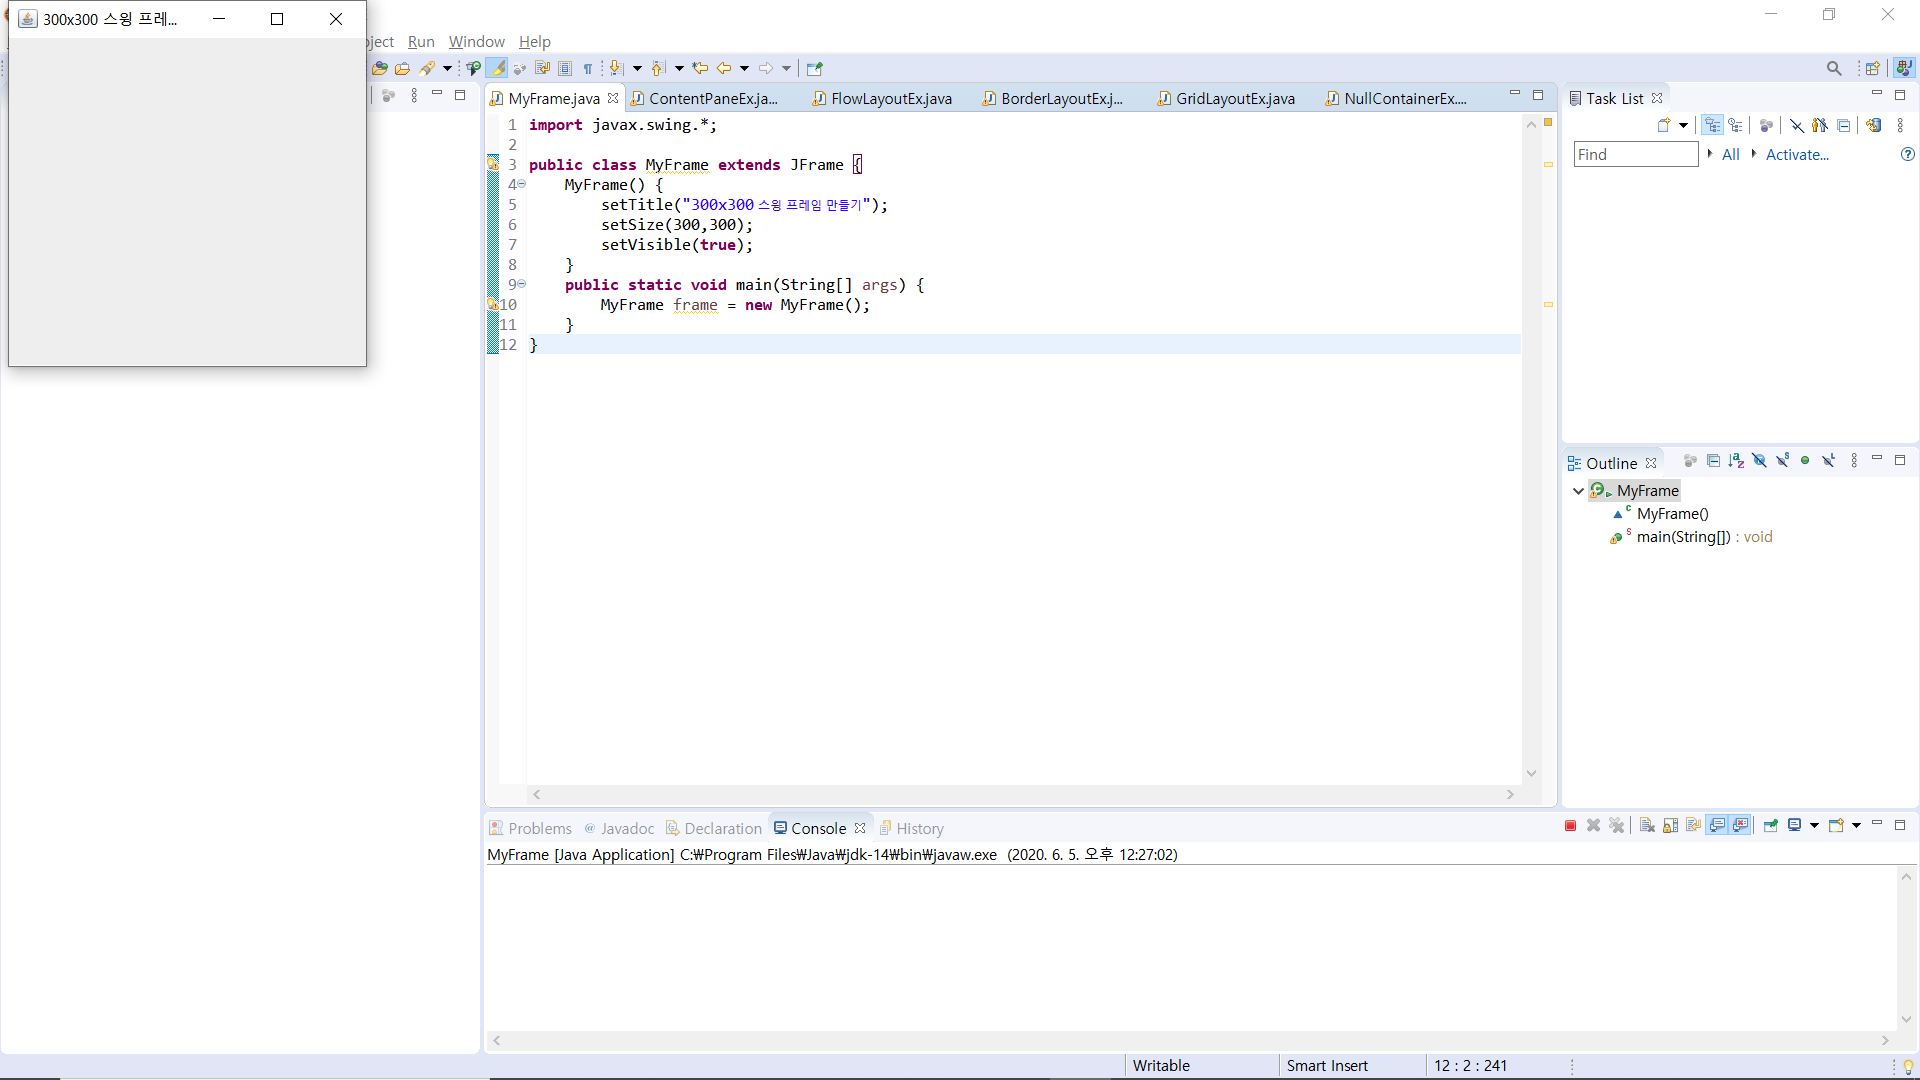 300x300 스윙 프레...
ject Run Window Help
MyFrame.java ContentPaneEx.ja... FlowLayoutEx.java BorderLayoutEx.j... GridLayoutEx.java NullContainerEx....
1 import javax.swing.*;
2
3 public class MyFrame extends JFrame {
4 MyFrame() {
5 setTitle("300x300 스윙 프레임 만들기");
6 setSize(300,300);
7 setVisible(true);
8 }
9 public static void main(String[] args) {
10 MyFrame frame = new MyFrame();
11 }
12 }
Task List
Find All Activate...
Outline
MyFrame
MyFrame()
main(String[]) : void
Problems @ Javadoc Declaration Console History
MyFrame [Java Application] C:₩Program Files₩Java₩jdk-14₩bin₩javaw.exe (2020. 6. 5. 오후 12:27:02)
Writable Smart Insert 12 : 2 : 241